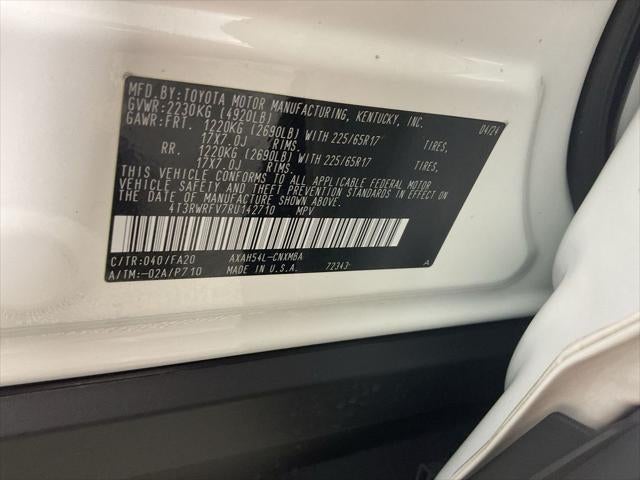 MFD.BY:TOYOTA MOTOR MANUFACTURING, KENTUCKY, INC. 04/24
GVWR:2230KG (4920LB)
GAWR:FRT. 1220KG (2690LB) WITH 225/65R17 TIRES,
17X7.0J RIMS.
RR. 1220KG (2690LB) WITH 225/65R17 TIRES,
17X7.0J RIMS.
THIS VEHICLE CONFORMS TO ALL APPLICABLE FEDERAL MOTOR
VEHICLE SAFETY AND THEFT PREVENTION STANDARDS IN EFFECT ON
THE DATE OF MANUFACTURE SHOWN ABOVE.
4T3RWRFV7RU142710 MPV
C/TR:040/FA20 AXAH54L-CNXMBA
A/TM:-02A/P710 MADE IN U.S.A. 72343 A